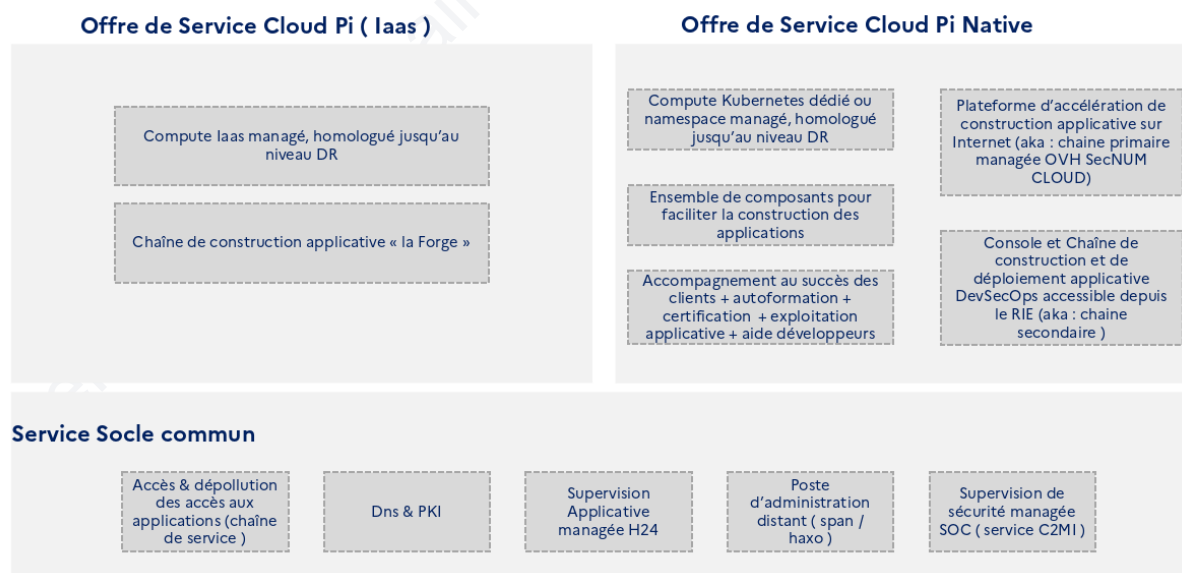 Offre de Service Cloud Pi ( Iaas )
Compute Iaas managé, homologué jusqu'au
niveau DR
Chaîne de construction applicative « la Forge »
Offre de Service Cloud Pi Native
Compute Kubernetes dédié ou
namespace managé, homologué
jusqu'au niveau DR
Ensemble de composants pour
faciliter la construction des
applications
Accompagnement au succès des
clients + autoformation +
certification + exploitation
applicative + aide développeurs
Plateforme d'accélération de
construction applicative sur
Internet (aka : chaine primaire
managée OVH SecNUM
CLOUD)
Console et Chaîne de
construction et de
déploiement applicative
DevSecOps accessible depuis
le RIE (aka : chaine
secondaire )
Service Socle commun
Accès & dépollution
des accès aux
applications (chaîne
de service )
Dns & PKI
Supervision
Applicative
managée H24
Poste
d'administration
distant ( span /
haxo )
Supervision de
sécurité managée
SOC ( service C2MI )